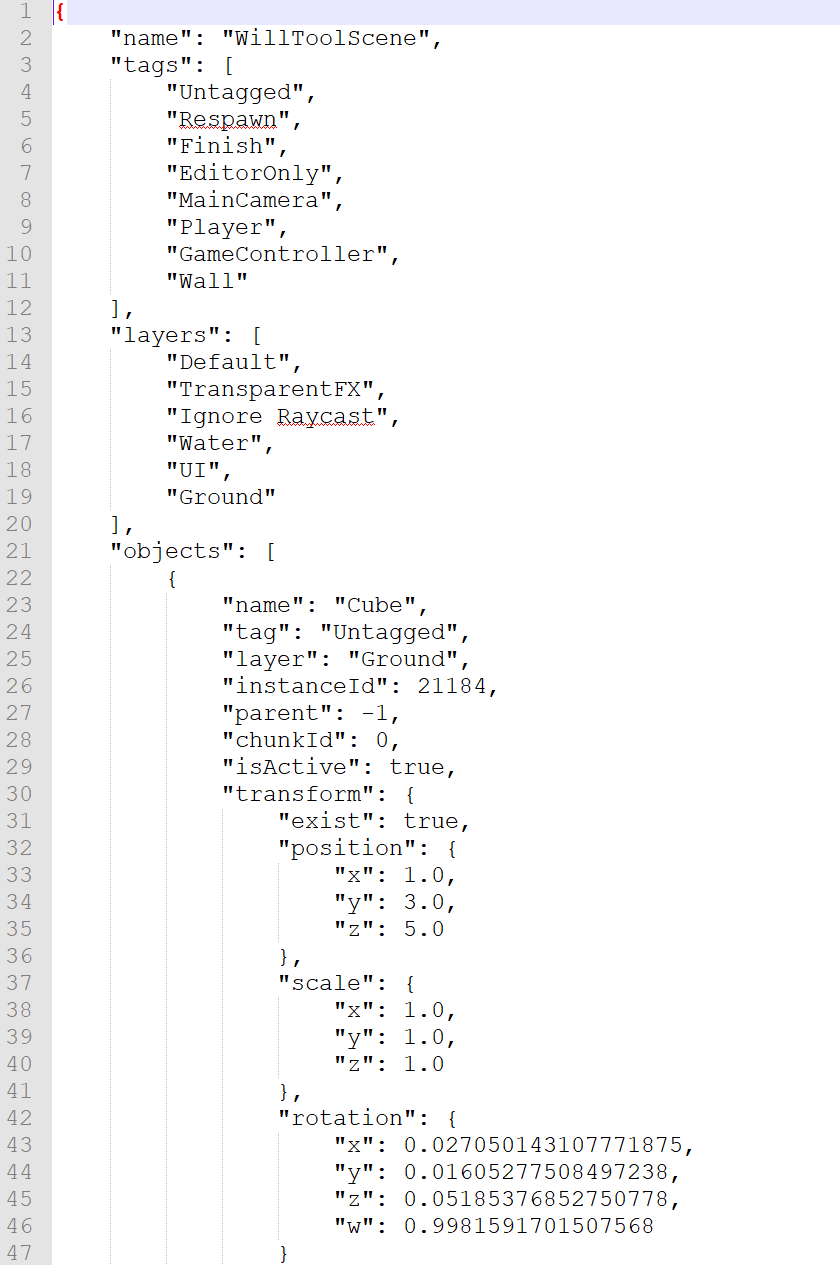 1 {
2 "name": "WillToolScene",
3 "tags": [
4 "Untagged",
5 "Respawn",
6 "Finish",
7 "EditorOnly",
8 "MainCamera",
9 "Player",
10 "GameController",
11 "Wall"
12 ],
13 "layers": [
14 "Default",
15 "TransparentFX",
16 "Ignore Raycast",
17 "Water",
18 "UI",
19 "Ground"
20 ],
21 "objects": [
22 {
23 "name": "Cube",
24 "tag": "Untagged",
25 "layer": "Ground",
26 "instanceId": 21184,
27 "parent": -1,
28 "chunkId": 0,
29 "isActive": true,
30 "transform": {
31 "exist": true,
32 "position": {
33 "x": 1.0,
34 "y": 3.0,
35 "z": 5.0
36 },
37 "scale": {
38 "x": 1.0,
39 "y": 1.0,
40 "z": 1.0
41 },
42 "rotation": {
43 "x": 0.027050143107771875,
44 "y": 0.01605277508497238,
45 "z": 0.05185376852750778,
46 "w": 0.9981591701507568
47 }